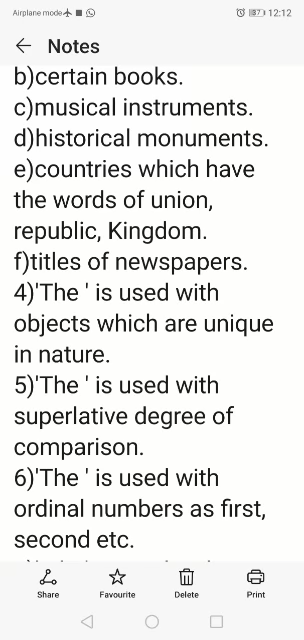 Airplane mode 87 12:12
Notes
b)certain books.
c)musical instruments.
d)historical monuments.
e)countries which have
the words of union,
republic, Kingdom.
f)titles of newspapers.
4)'The ' is used with
objects which are unique
in nature.
5)'The ' is used with
superlative degree of
comparison.
6)'The ' is used with
ordinal numbers as first,
second etc.
Share Favourite Delete Print